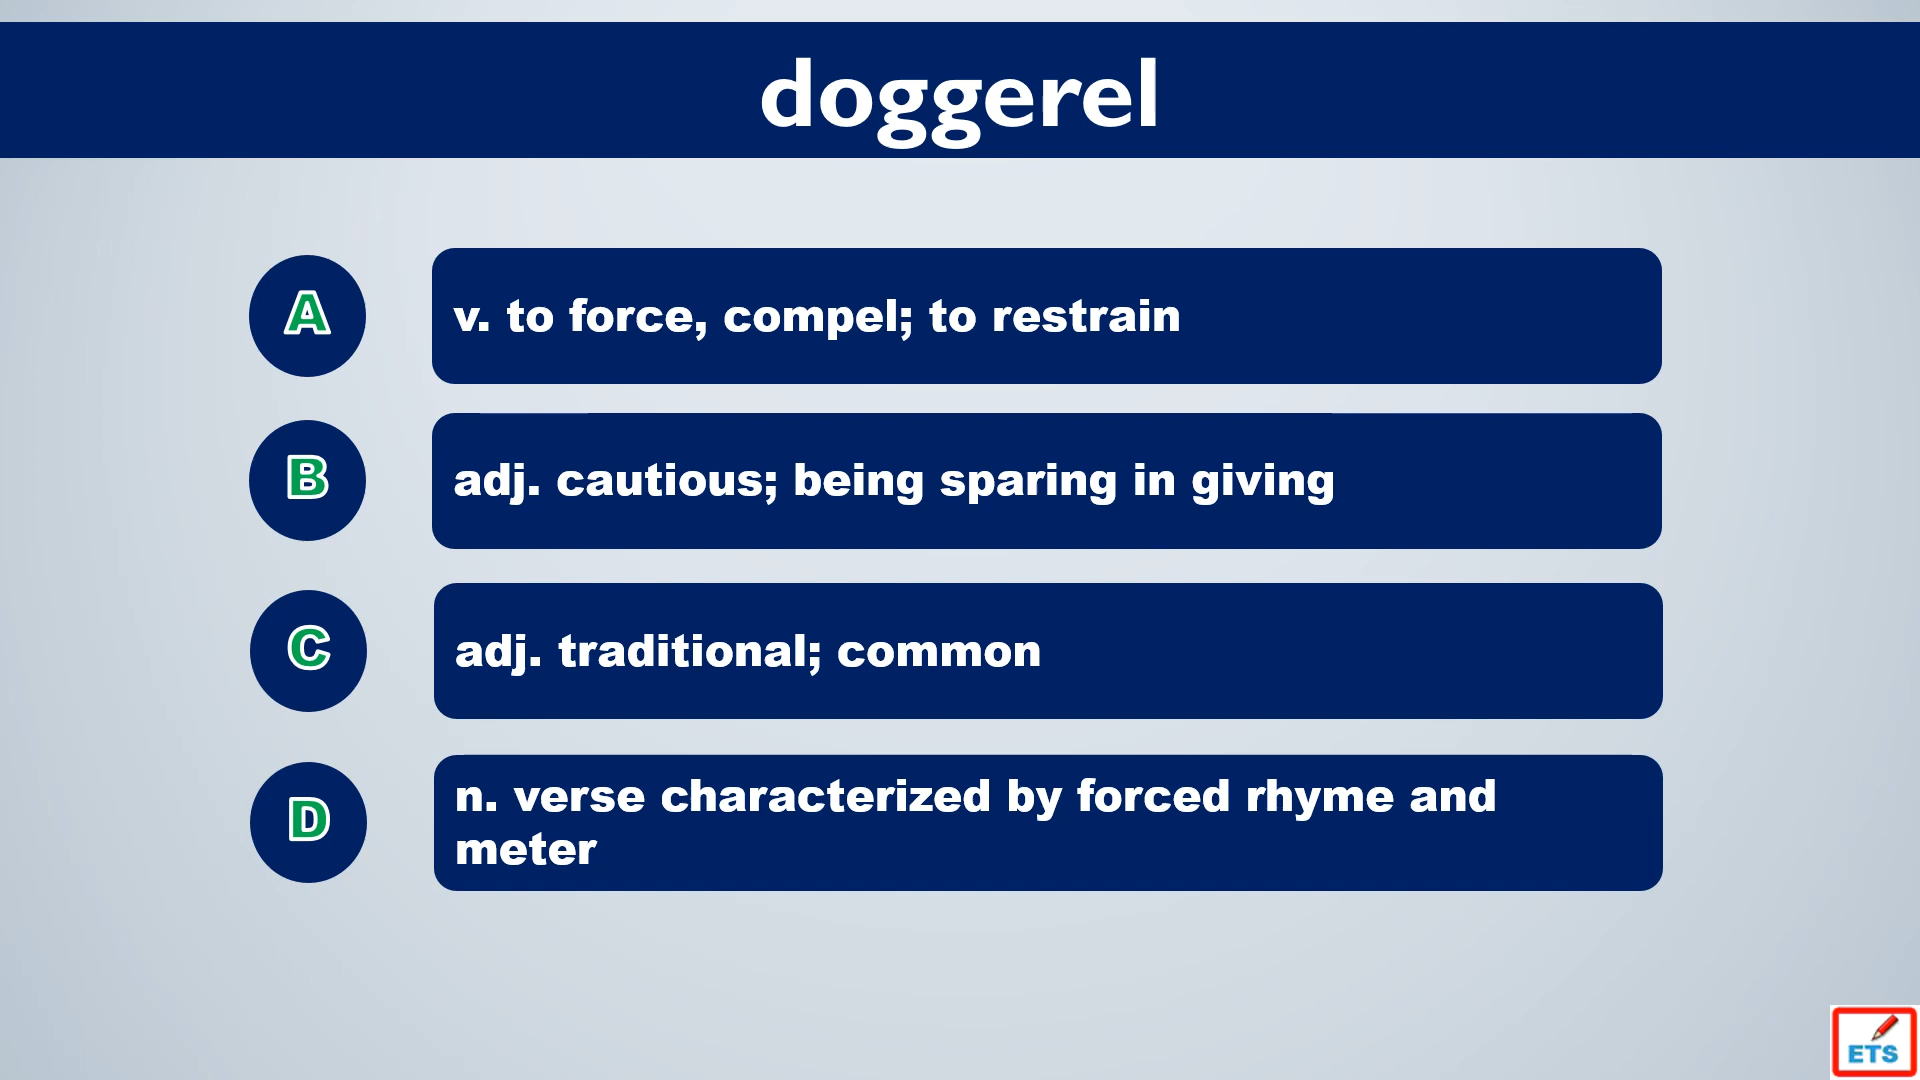 doggerel
A
v. to force, compel; to restrain
B
adj. cautious; being sparing in giving
C
adj. traditional; common
D
n. verse characterized by forced rhyme and
meter
ETS